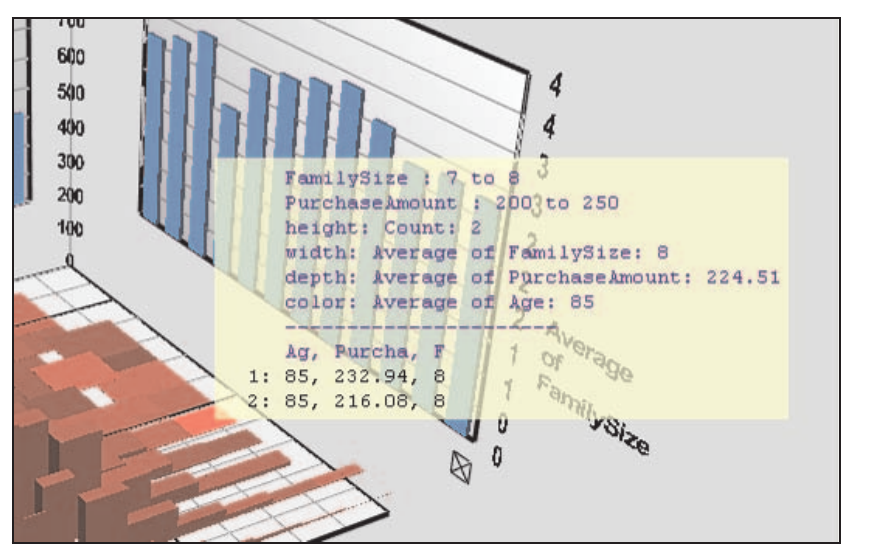 700
600
500
400
300
200
100
0
4
4
3
3
2
2
2
1
1
0
0
Average
of
FamilySize
FamilySize : 7 to 8
PurchaseAmount : 200 to 250
height: Count: 2
width: Average of FamilySize: 8
depth: Average of PurchaseAmount: 224.51
color: Average of Age: 85
----------------------
Ag, Purcha, F
1: 85, 232.94, 8
2: 85, 216.08, 8